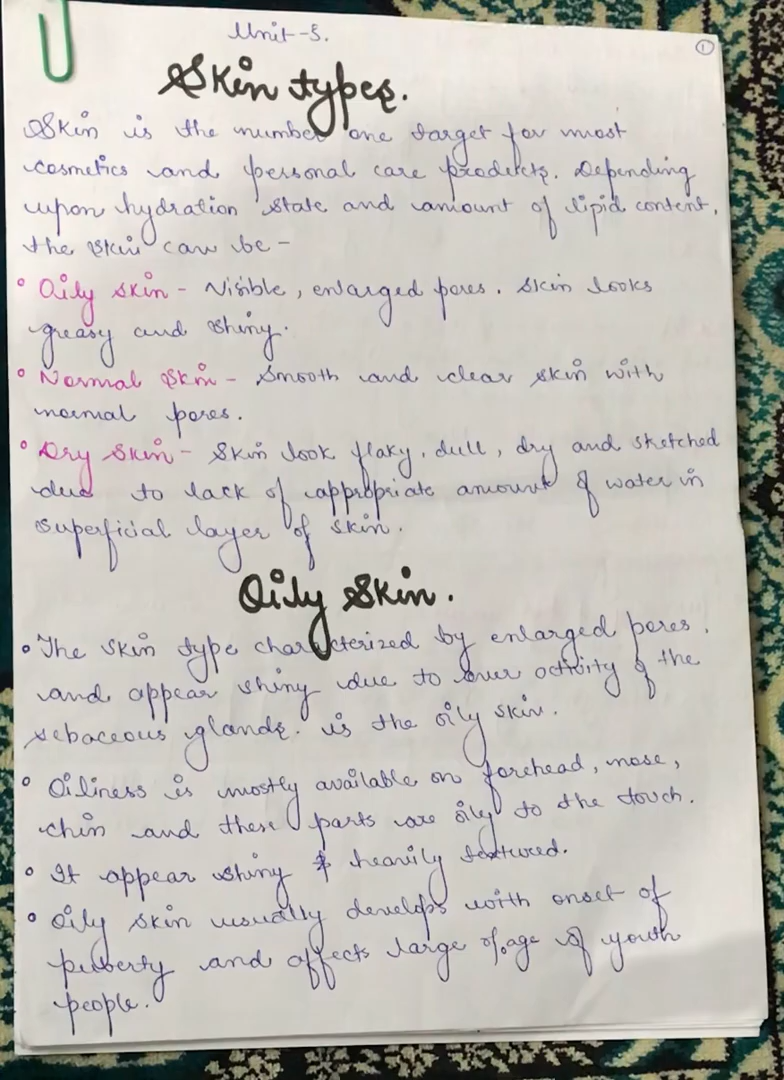 Unit-5.
1
Skin types.
Skin is the number one target for most
cosmetics and personal care products. Depending
upon hydration state and amount of lipid content,
the skin can be -
• Oily skin - Visible, enlarged pores. Skin looks
greasy and shiny.
• Normal Skin - Smooth and clear skin with
normal pores.
• Dry Skin - Skin look flaky, dull, dry and sketched
due to lack of appropriate amount of water in
superficial layer of skin.
Oily Skin.
• The skin type characterized by enlarged pores,
and appear shiny due to over activity of the
sebaceous glands. is the oily skin.
• Oiliness is mostly available on forehead, nose,
chin and these parts are oily to the touch.
• It appear shiny & heavily textured.
• Oily skin usually develops with onset of
puberty and affects large %age of youth
people.